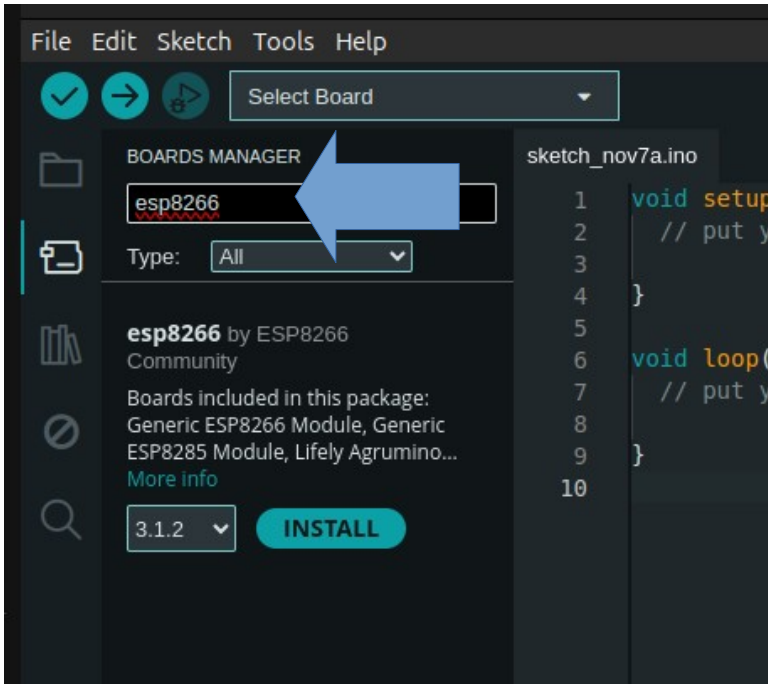 File Edit Sketch Tools Help
Select Board
BOARDS MANAGER
esp8266
Type: All
esp8266 by ESP8266
Community
Boards included in this package:
Generic ESP8266 Module, Generic
ESP8285 Module, Lifely Agrumino...
More info
3.1.2 INSTALL
sketch_nov7a.ino
1 void setup
2 // put y
3
4 }
5
6 void loop(
7 // put y
8
9 }
10